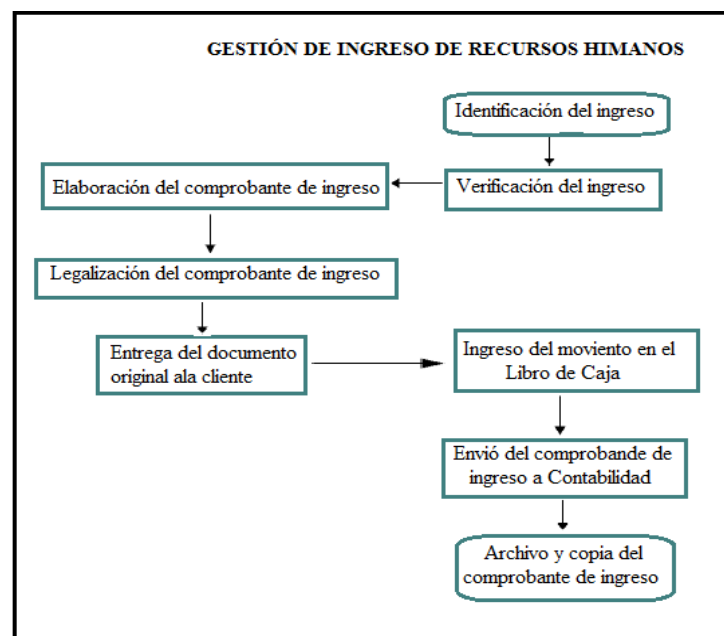 GESTIÓN DE INGRESO DE RECURSOS HIMANOS
Identificación del ingreso
Verificación del ingreso
Elaboración del comprobante de ingreso
Legalización del comprobante de ingreso
Entrega del documento
original ala cliente
Ingreso del moviento en el
Libro de Caja
Envió del comprobande de
ingreso a Contabilidad
Archivo y copia del
comprobante de ingreso